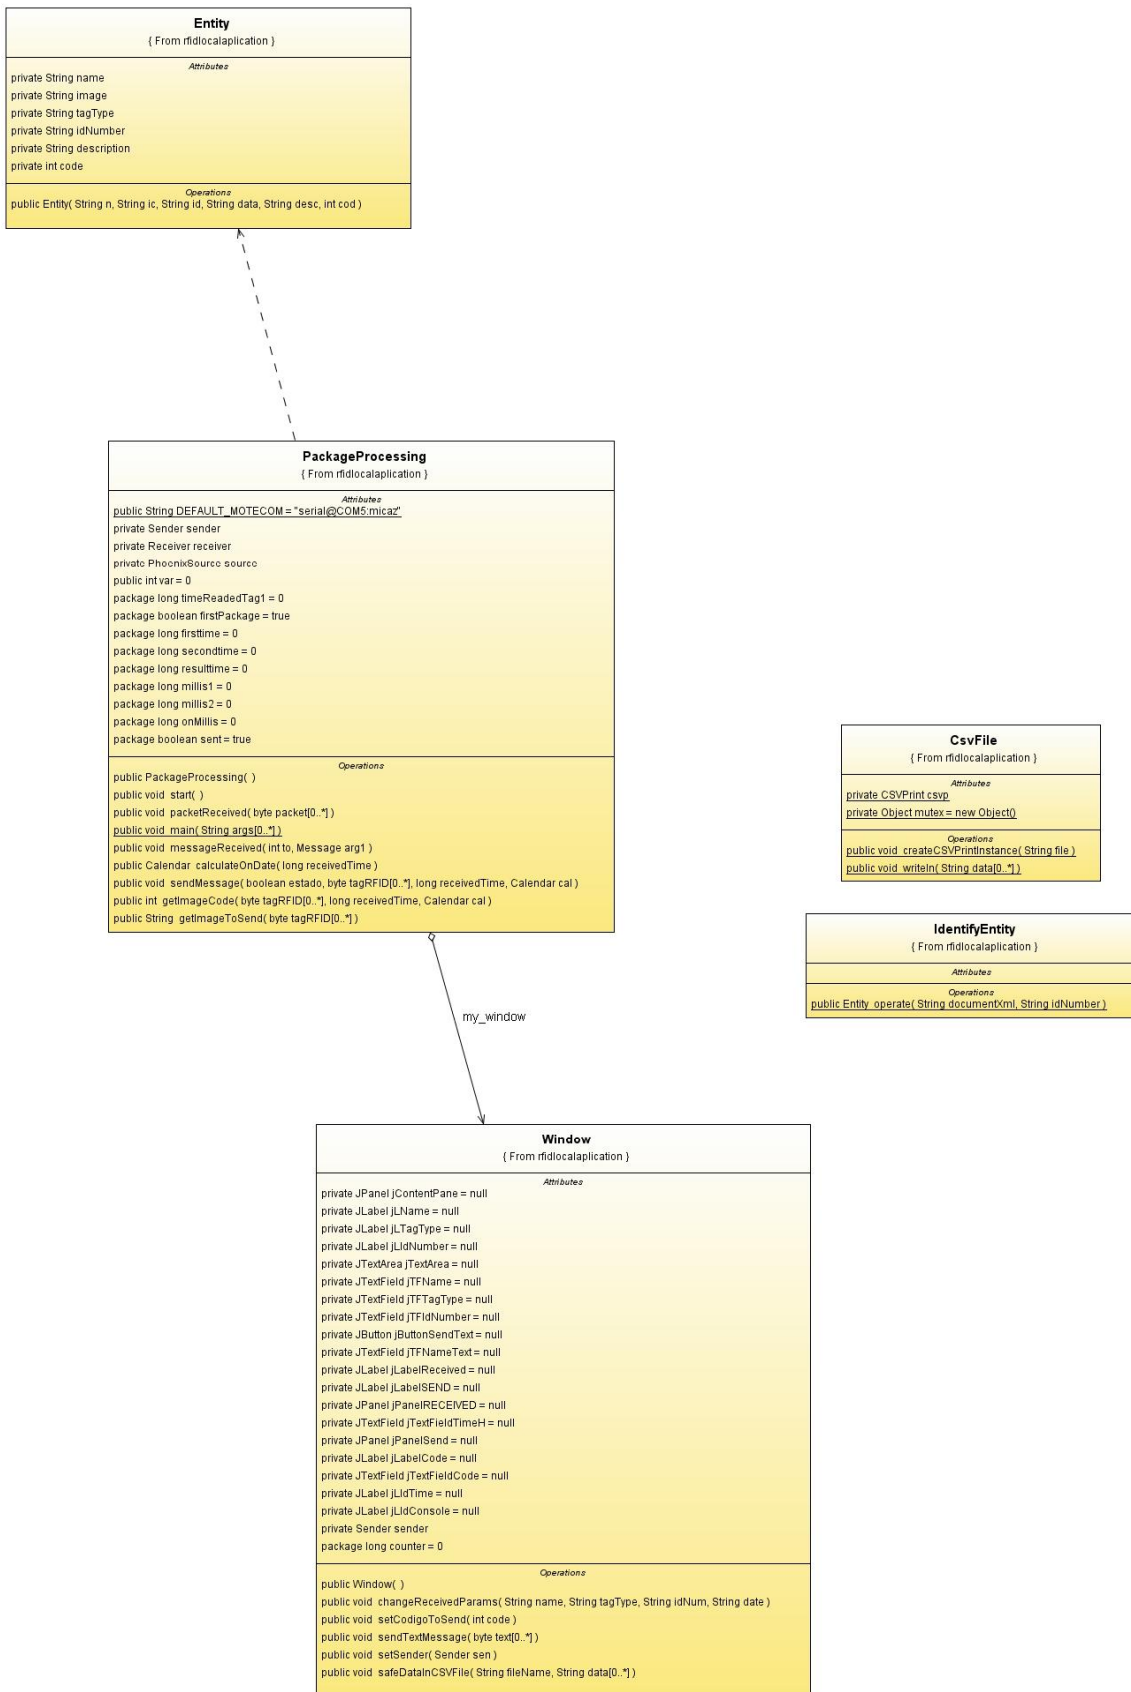 Entity
{ From rfidlocalaplication }
Attributes
private String name
private String image
private String tagType
private String idNumber
private String description
private int code
Operations
public Entity( String n, String ic, String id, String data, String desc, int cod )
PackageProcessing
{ From rfidlocalaplication }
Attributes
public String DEFAULT_MOTECOM = "serial@COM5:micaz"
private Sender sender
private Receiver receiver
private PhoenixSource source
public int var = 0
package long timeReadedTag1 = 0
package boolean firstPackage = true
package long firsttime = 0
package long secondtime = 0
package long resulttime = 0
package long millis1 = 0
package long millis2 = 0
package long onMillis = 0
package boolean sent = true
Operations
public PackageProcessing( )
public void start( )
public void packetReceived( byte packet[0..*] )
public void main( String args[0..*] )
public void messageReceived( int to, Message arg1 )
public Calendar calculateOnDate( long receivedTime )
public void sendMessage( boolean estado, byte tagRFID[0..*], long receivedTime, Calendar cal )
public int getImageCode( byte tagRFID[0..*], long receivedTime, Calendar cal )
public String getImageToSend( byte tagRFID[0..*] )
CsvFile
{ From rfidlocalaplication }
Attributes
private CSVPrint csvp
private Object mutex = new Object()
Operations
public void createCSVPrintInstance( String file )
public void writeln( String data[0..*] )
IdentifyEntity
{ From rfidlocalaplication }
Attributes
Operations
public Entity operate( String documentXml, String idNumber )
my_window
Window
{ From rfidlocalaplication }
Attributes
private JPanel jContentPane = null
private JLabel jLName = null
private JLabel jLTagType = null
private JLabel jLIdNumber = null
private JTextArea jTextArea = null
private JTextField jTFName = null
private JTextField jTFTagType = null
private JTextField jTFIdNumber = null
private JButton jButtonSendText = null
private JTextField jTFNameText = null
private JLabel jLabelReceived = null
private JLabel jLabelSEND = null
private JPanel jPanelRECEIVED = null
private JTextField jTextFieldTimeH = null
private JPanel jPanelSend = null
private JLabel jLabelCode = null
private JTextField jTextFieldCode = null
private JLabel jLIdTime = null
private JLabel jLIdConsole = null
private Sender sender
package long counter = 0
Operations
public Window( )
public void changeReceivedParams( String name, String tagType, String idNum, String date )
public void setCodigoToSend( int code )
public void sendTextMessage( byte text[0..*] )
public void setSender( Sender sen )
public void safeDataInCSVFile( String fileName, String data[0..*] )